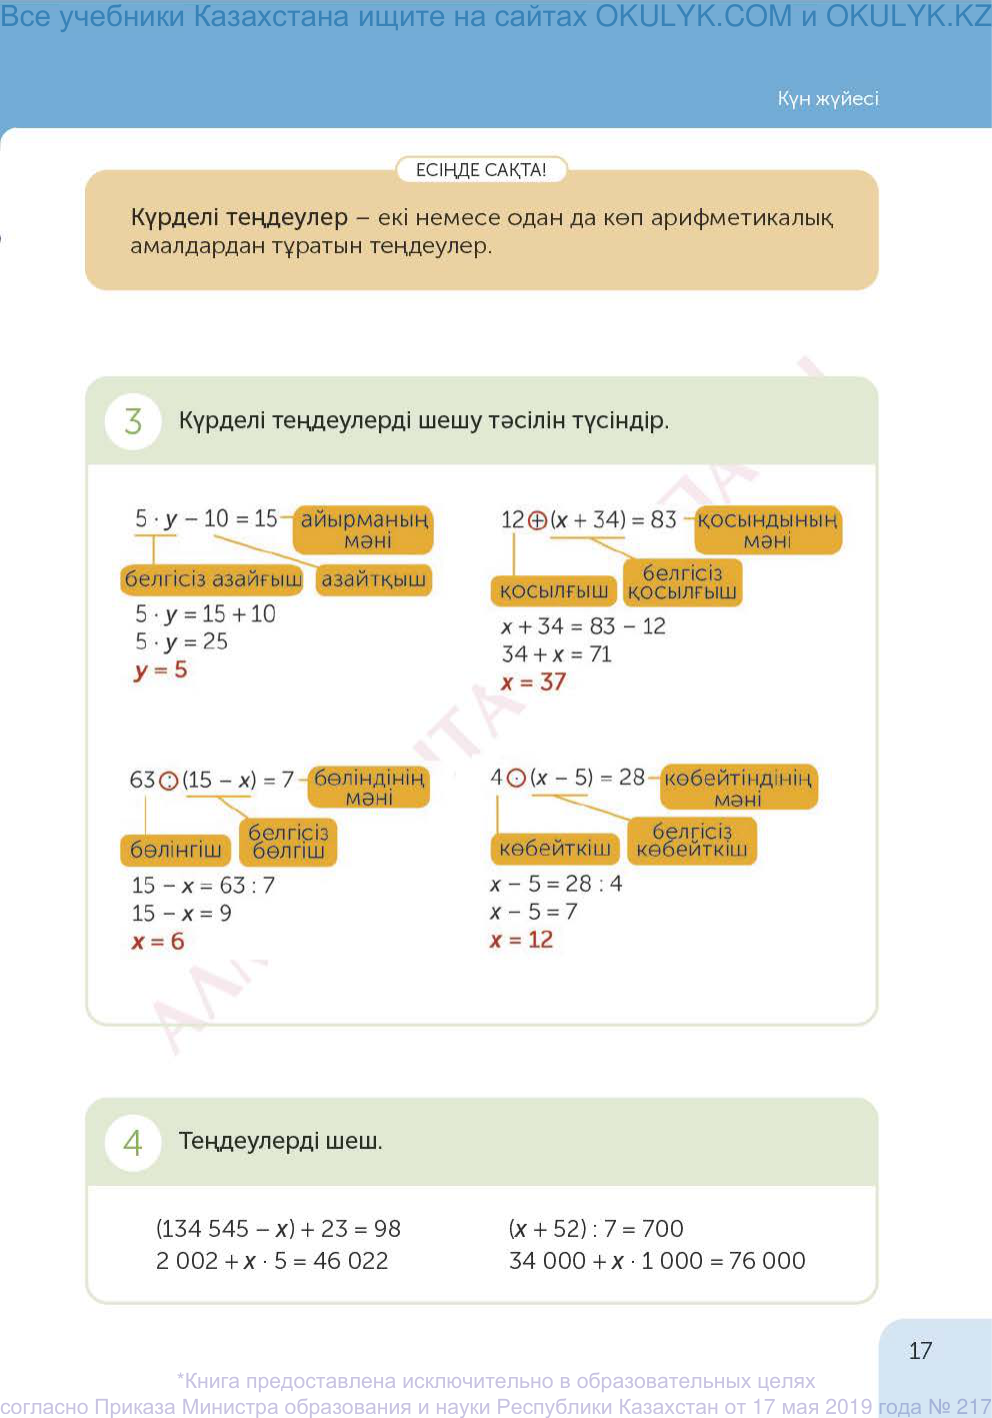 Все учебники Казахстана ищите на сайтах OKULYK.COM и OKULYK.KZ
Күн жүйесі
ЕСІҢДЕ САҚТА!
Күрделі теңдеулер – екі немесе одан да көп арифметикалық
амалдардан тұратын теңдеулер.
3 Күрделі теңдеулерді шешу тәсілін түсіндір.
5 · y – 10 = 15 айырманың
мәні
белгісіз азайғыш азайтқыш
5 · y = 15 + 10
5 · y = 25
y = 5
12 + (x + 34) = 83 қосындының
мәні
қосылғыш белгісіз
қосылғыш
x + 34 = 83 – 12
34 + x = 71
x = 37
63 : (15 – x) = 7 бөліндінің
мәні
бөлінгіш белгісіз
бөлгіш
15 – x = 63 : 7
15 – x = 9
x = 6
4 · (x – 5) = 28 көбейтіндінің
мәні
көбейткіш белгісіз
көбейткіш
x – 5 = 28 : 4
x – 5 = 7
x = 12
4 Теңдеулерді шеш.
(134 545 – x) + 23 = 98 (x + 52) : 7 = 700
2 002 + x · 5 = 46 022 34 000 + x · 1 000 = 76 000
17
*Книга предоставлена исключительно в образовательных целях
согласно Приказа Министра образования и науки Республики Казахстан от 17 мая 2019 года № 217